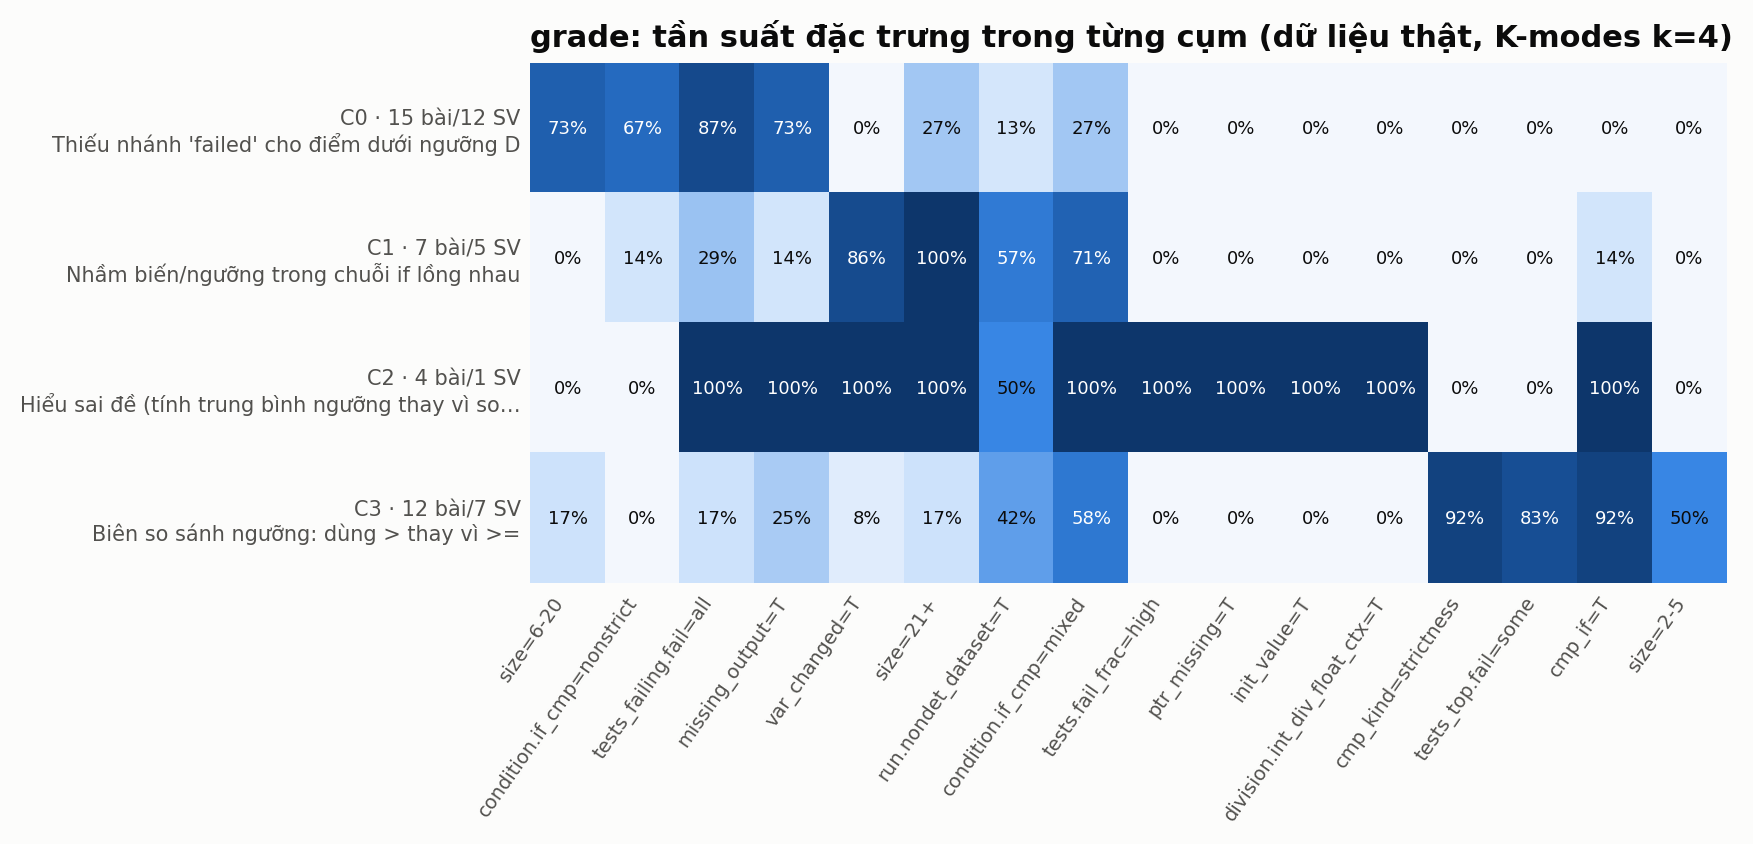 grade: tần suất đặc trưng trong từng cụm (dữ liệu thật, K-modes k=4)
C0 · 15 bài/12 SV
Thiếu nhánh 'failed' cho điểm dưới ngưỡng D
73% 67% 87% 73% 0% 27% 13% 27% 0% 0% 0% 0% 0% 0% 0% 0%
C1 · 7 bài/5 SV
Nhầm biến/ngưỡng trong chuỗi if lồng nhau
0% 14% 29% 14% 86% 100% 57% 71% 0% 0% 0% 0% 0% 0% 14% 0%
C2 · 4 bài/1 SV
Hiểu sai đề (tính trung bình ngưỡng thay vì so…
0% 0% 100% 100% 100% 100% 50% 100% 100% 100% 100% 100% 0% 0% 100% 0%
C3 · 12 bài/7 SV
Biên so sánh ngưỡng: dùng > thay vì >=
17% 0% 17% 25% 8% 17% 42% 58% 0% 0% 0% 0% 92% 83% 92% 50%
size=6-20
condition.if_cmp=nonstrict
tests_failing.fail=all
missing_output=T
var_changed=T
size=21+
run.nondet_dataset=T
condition.if_cmp=mixed
tests.fail_frac=high
ptr_missing=T
init_value=T
division.int_div_float_ctx=T
cmp_kind=strictness
tests_top.fail=some
cmp_if=T
size=2-5